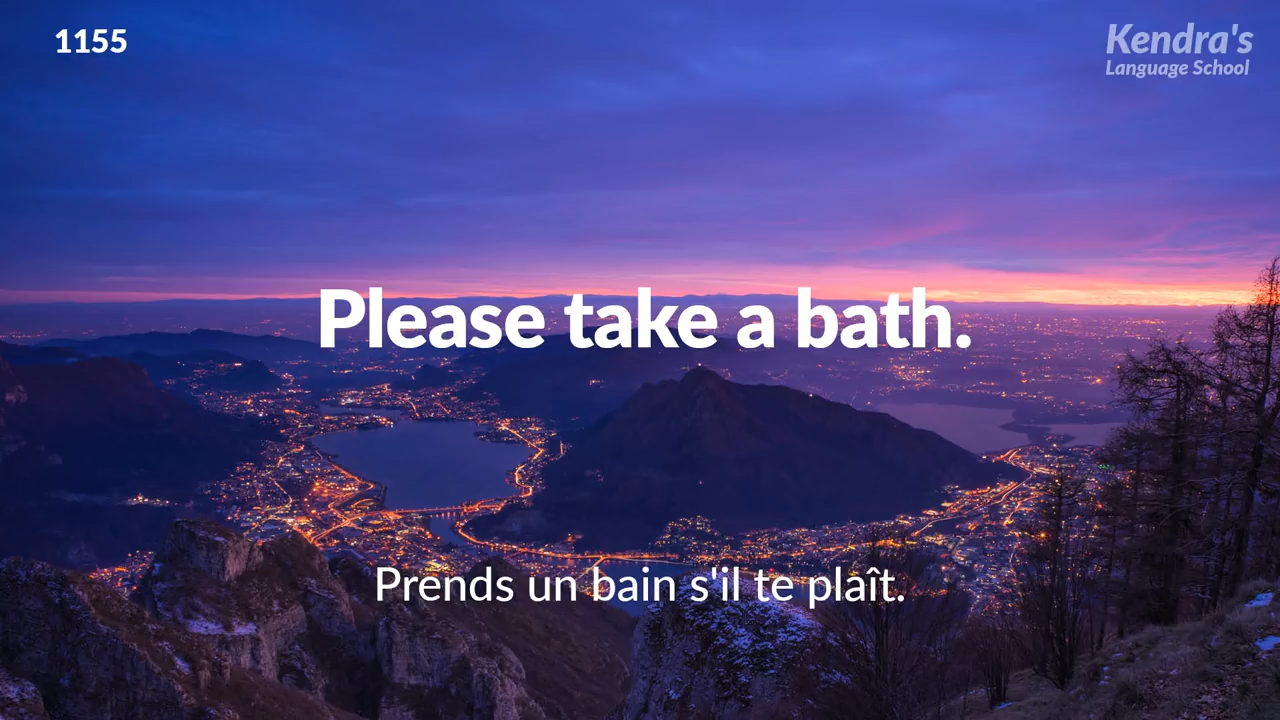 1155
Kendra's
Language School
Please take a bath.
Prends un bain s'il te plaît.